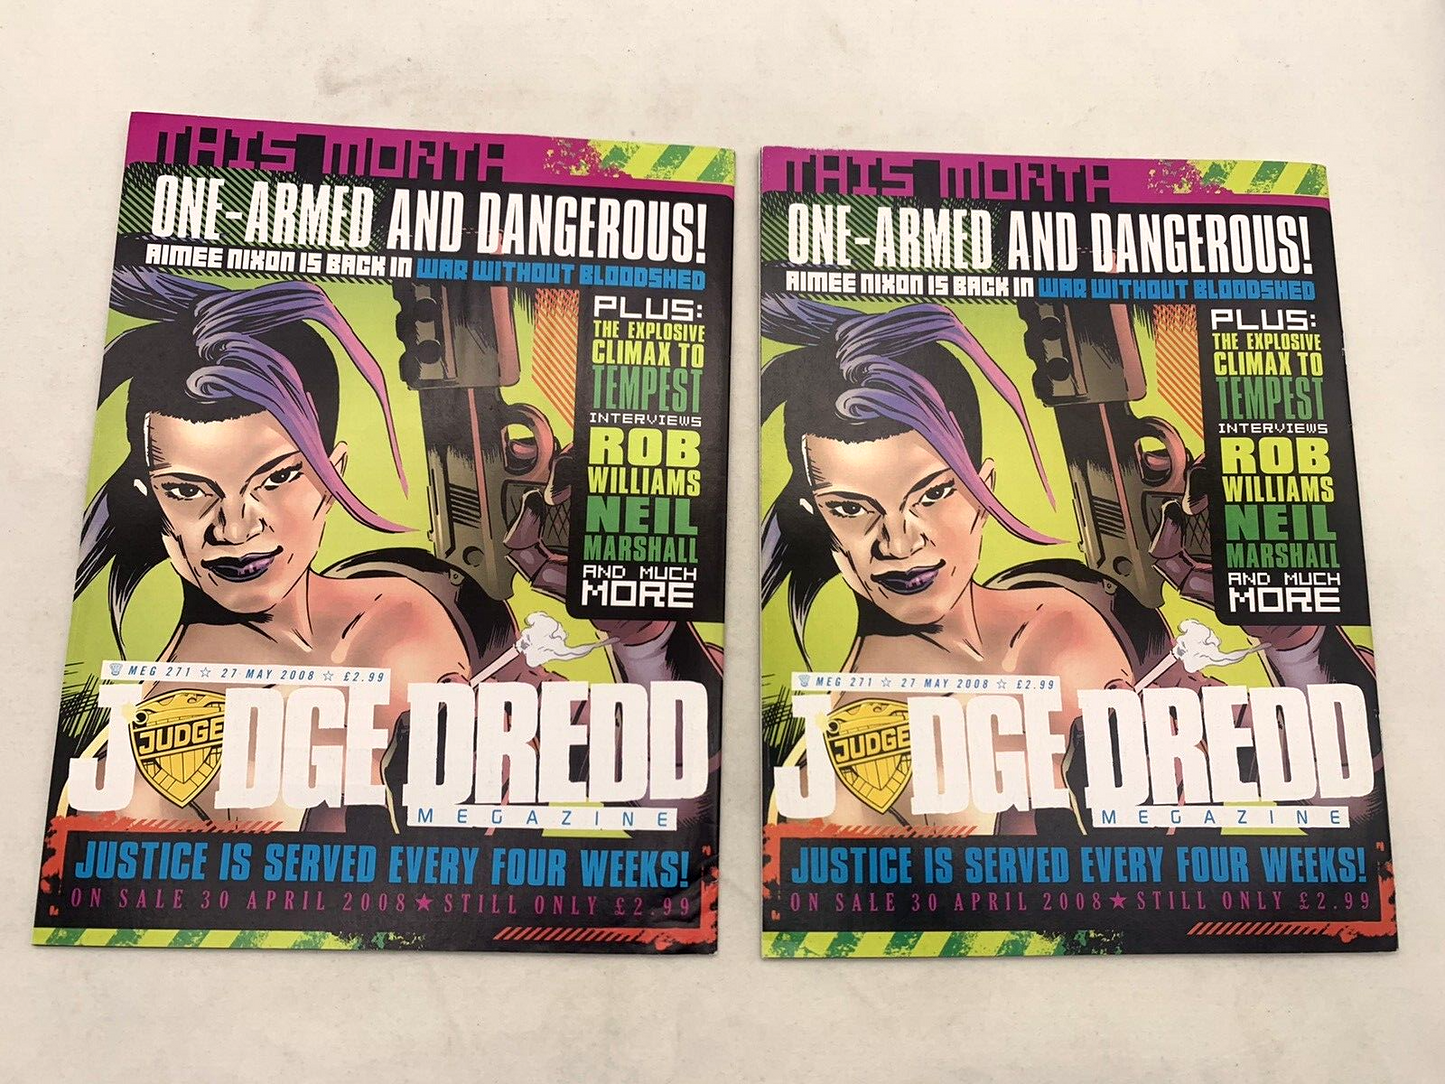 THIS MONTH
ONE-ARMED AND DANGEROUS!
AIMEE NIXON IS BACK IN WAR WITHOUT BLOODSHED
PLUS:
THE EXPLOSIVE
CLIMAX TO
TEMPEST
INTERVIEWS
ROB
WILLIAMS
NEIL
MARSHALL
AND MUCH
MORE
MEG 271 ☆ 27 MAY 2008 ☆ £2.99
JUDGE DREDD
JUDGE
MEGAZINE
JUSTICE IS SERVED EVERY FOUR WEEKS!
ON SALE 30 APRIL 2008★STILL ONLY £2.99
THIS MONTH
ONE-ARMED AND DANGEROUS!
AIMEE NIXON IS BACK IN WAR WITHOUT BLOODSHED
PLUS:
THE EXPLOSIVE
CLIMAX TO
TEMPEST
INTERVIEWS
ROB
WILLIAMS
NEIL
MARSHALL
AND MUCH
MORE
MEG 271 ☆ 27 MAY 2008 ☆ £2.99
JUDGE DREDD
JUDGE
MEGAZINE
JUSTICE IS SERVED EVERY FOUR WEEKS!
ON SALE 30 APRIL 2008★STILL ONLY £2.99